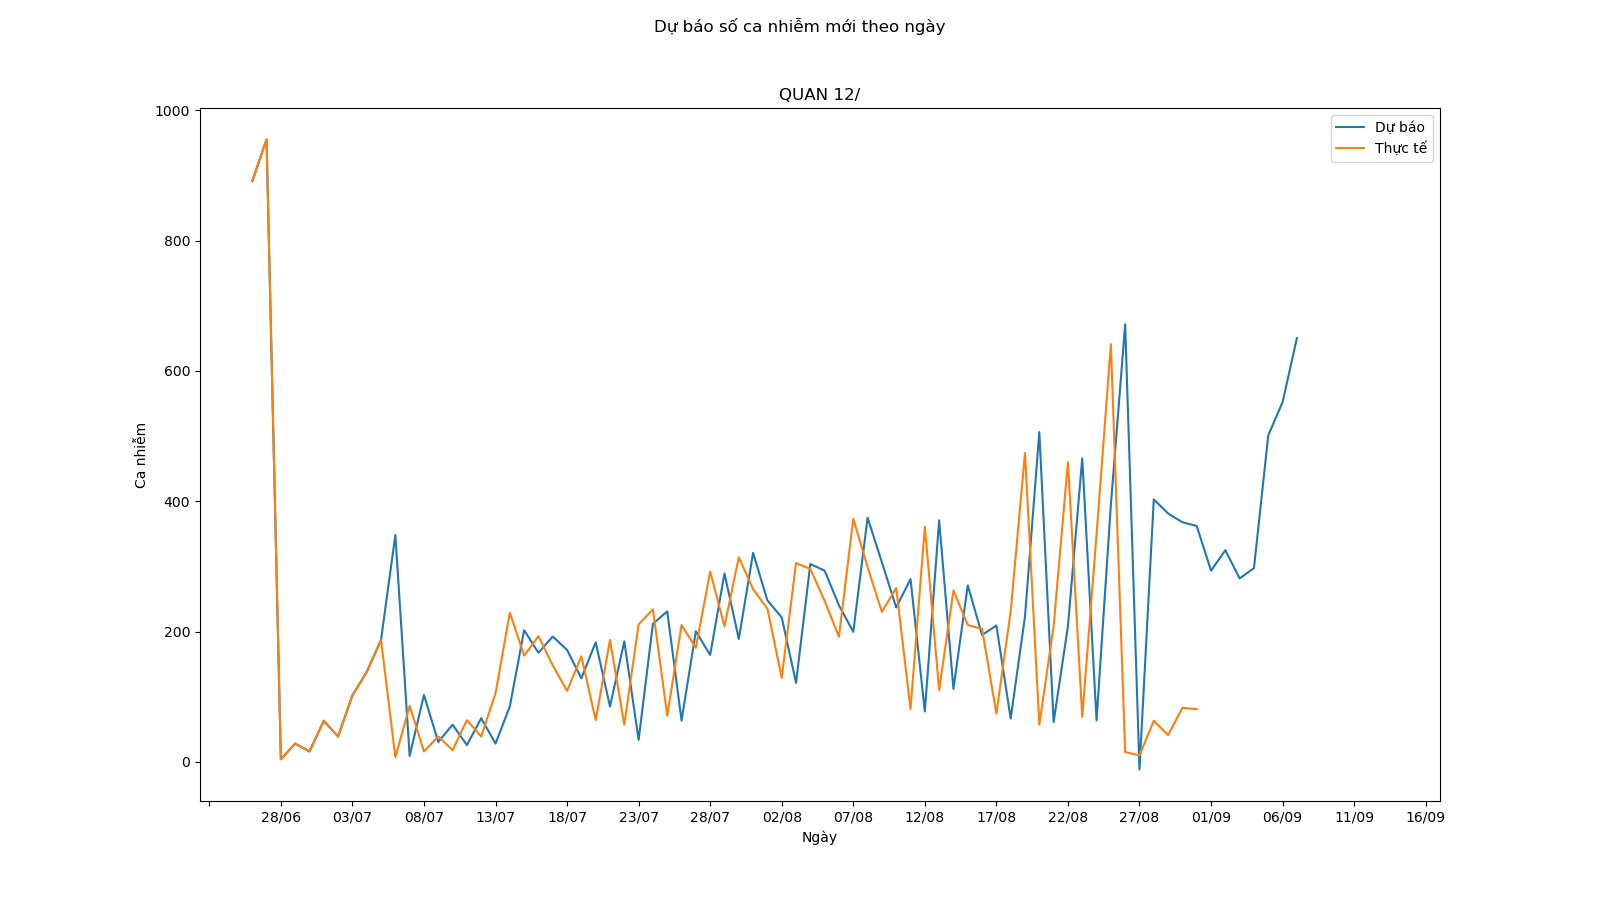 Dự báo số ca nhiễm mới theo ngày
QUAN 12/
1000
800
600
400
200
0
Ca nhiễm
Dự báo
Thực tế
28/06 03/07 08/07 13/07 18/07 23/07 28/07 02/08 07/08 12/08 17/08 22/08 27/08 01/09 06/09 11/09 16/09
Ngày